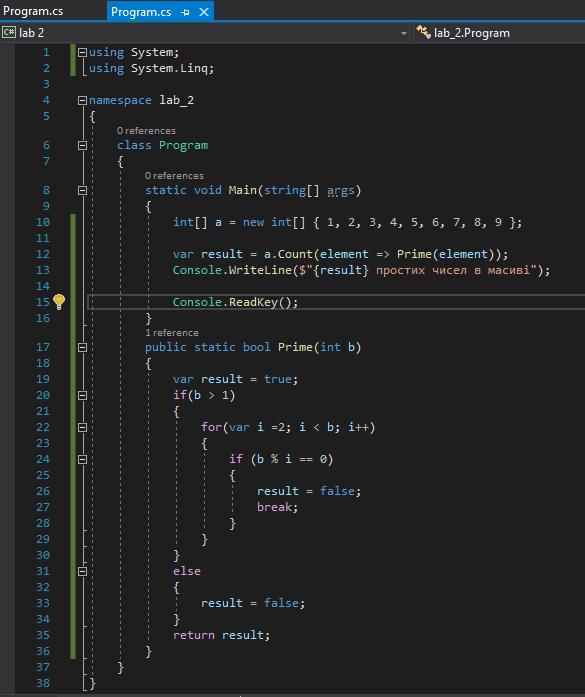 Program.cs Program.cs
C# lab 2 lab_2.Program
1 using System;
2 using System.Linq;
3
4 namespace lab_2
5 {
0 references
6 class Program
7 {
0 references
8 static void Main(string[] args)
9 {
10 int[] a = new int[] { 1, 2, 3, 4, 5, 6, 7, 8, 9 };
11
12 var result = a.Count(element => Prime(element));
13 Console.WriteLine($"{result} простих чисел в масиві");
14
15 Console.ReadKey();
16 }
1 reference
17 public static bool Prime(int b)
18 {
19 var result = true;
20 if(b > 1)
21 {
22 for(var i =2; i < b; i++)
23 {
24 if (b % i == 0)
25 {
26 result = false;
27 break;
28 }
29 }
30 }
31 else
32 {
33 result = false;
34 }
35 return result;
36 }
37 }
38 }